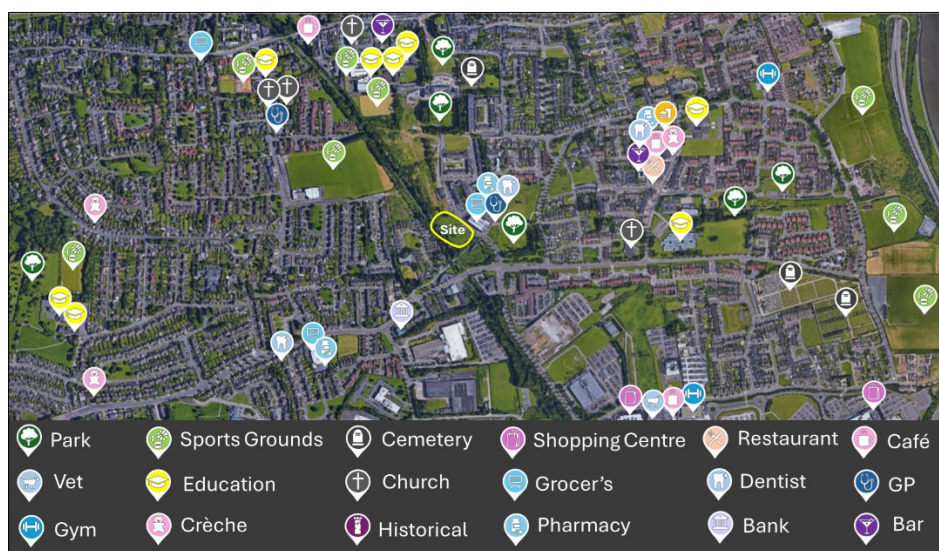 Site
Park Sports Grounds Cemetery Shopping Centre Restaurant Café
Vet Education Church Grocer's Dentist GP
Gym Crèche Historical Pharmacy Bank Bar